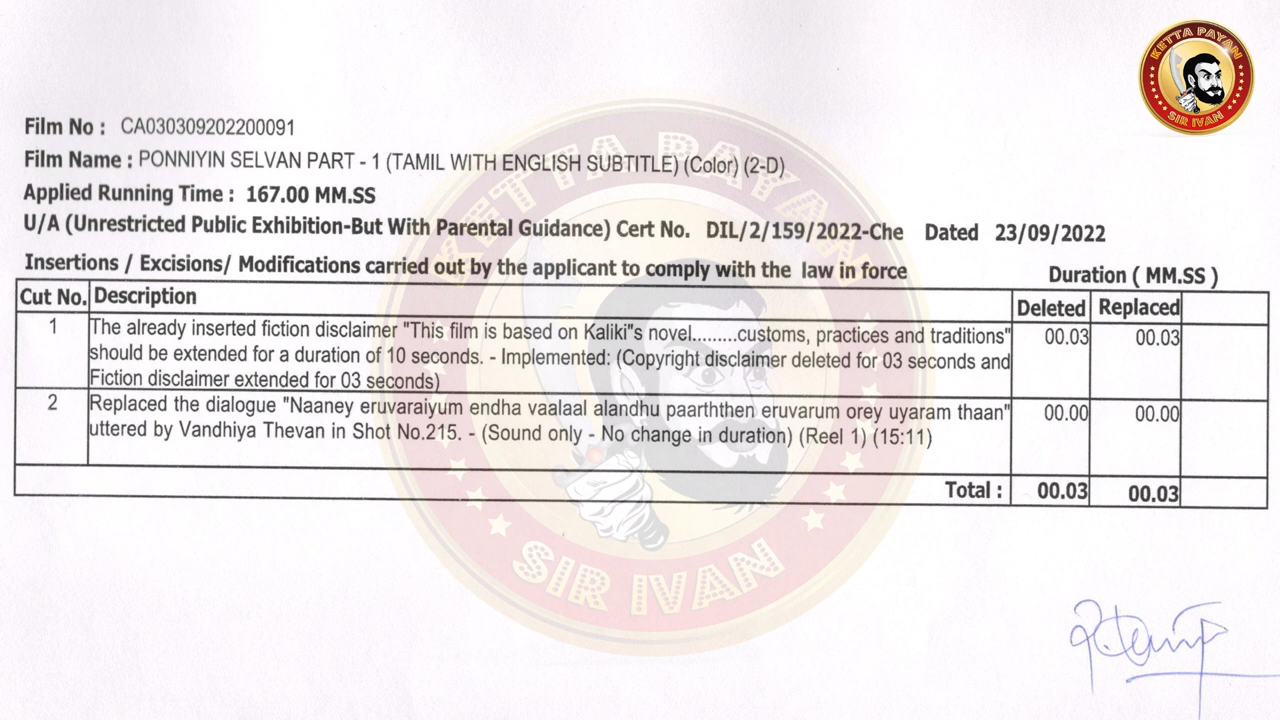 KETTA PAYAN
SIR IVAN
Film No : CA030309202200091
Film Name : PONNIYIN SELVAN PART - 1 (TAMIL WITH ENGLISH SUBTITLE) (Color) (2-D)
Applied Running Time : 167.00 MM.SS
U/A (Unrestricted Public Exhibition-But With Parental Guidance) Cert No. DIL/2/159/2022-Che Dated 23/09/2022
Insertions / Excisions/ Modifications carried out by the applicant to comply with the law in force Duration ( MM.SS )
Cut No. Description Deleted Replaced
1 The already inserted fiction disclaimer "This film is based on Kaliki"s novel.........customs, practices and traditions" 00.03 00.03
should be extended for a duration of 10 seconds. - Implemented: (Copyright disclaimer deleted for 03 seconds and
Fiction disclaimer extended for 03 seconds)
2 Replaced the dialogue "Naaney eruvaraiyum endha vaalaal alandhu paarththen eruvarum orey uyaram thaan" 00.00 00.00
uttered by Vandhiya Thevan in Shot No.215. - (Sound only - No change in duration) (Reel 1) (15:11)
Total : 00.03 00.03
KETTA PAYAN
SIR IVAN